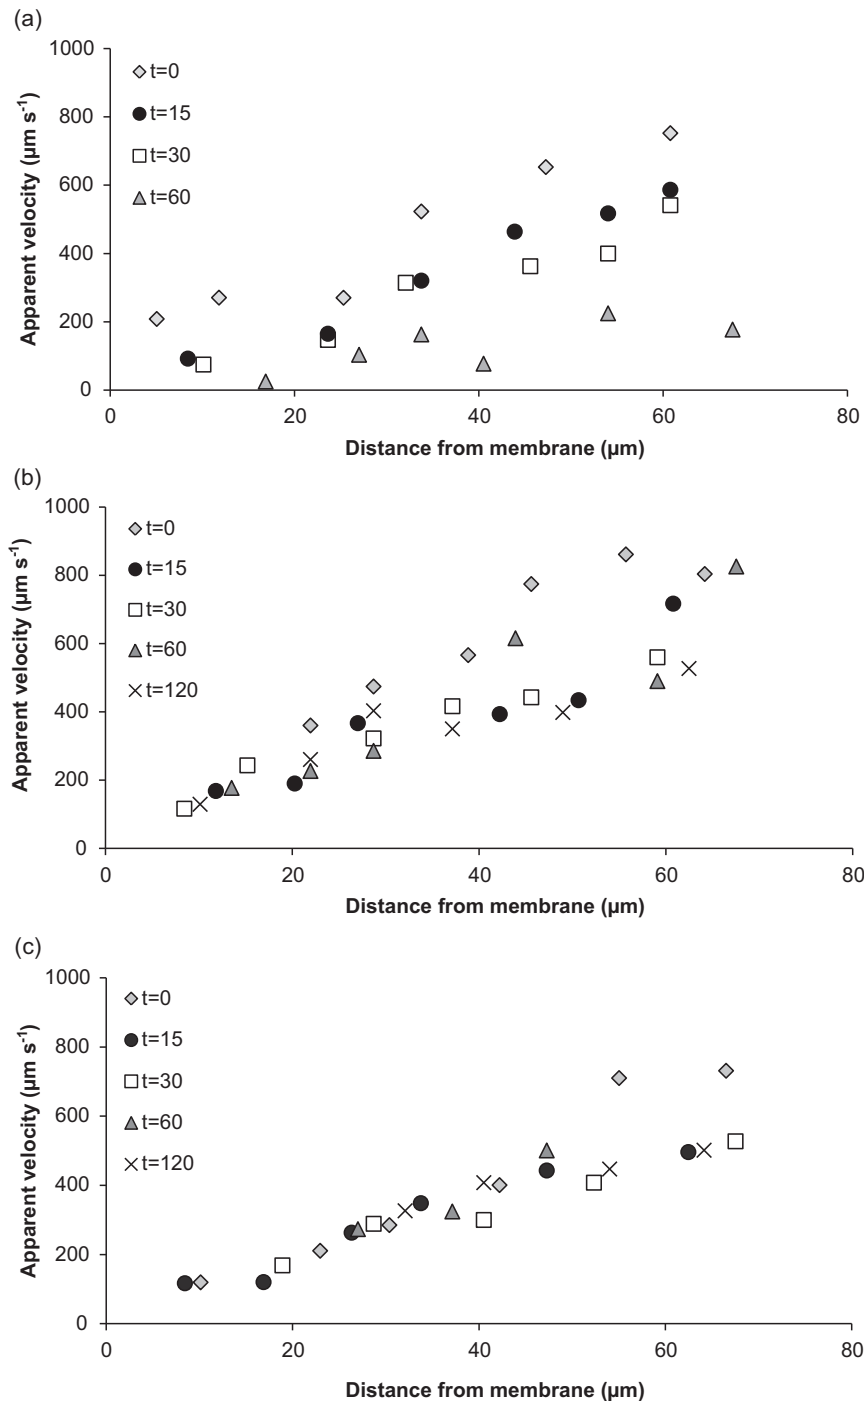 (a)
1000
800
600
400
200
0
Apparent velocity (µm s⁻¹)
t=0
t=15
t=30
t=60
0 20 40 60 80
Distance from membrane (µm)
(b)
1000
800
600
400
200
0
Apparent velocity (µm s⁻¹)
t=0
t=15
t=30
t=60
t=120
0 20 40 60 80
Distance from membrane (µm)
(c)
1000
800
600
400
200
0
Apparent velocity (µm s⁻¹)
t=0
t=15
t=30
t=60
t=120
0 20 40 60 80
Distance from membrane (µm)